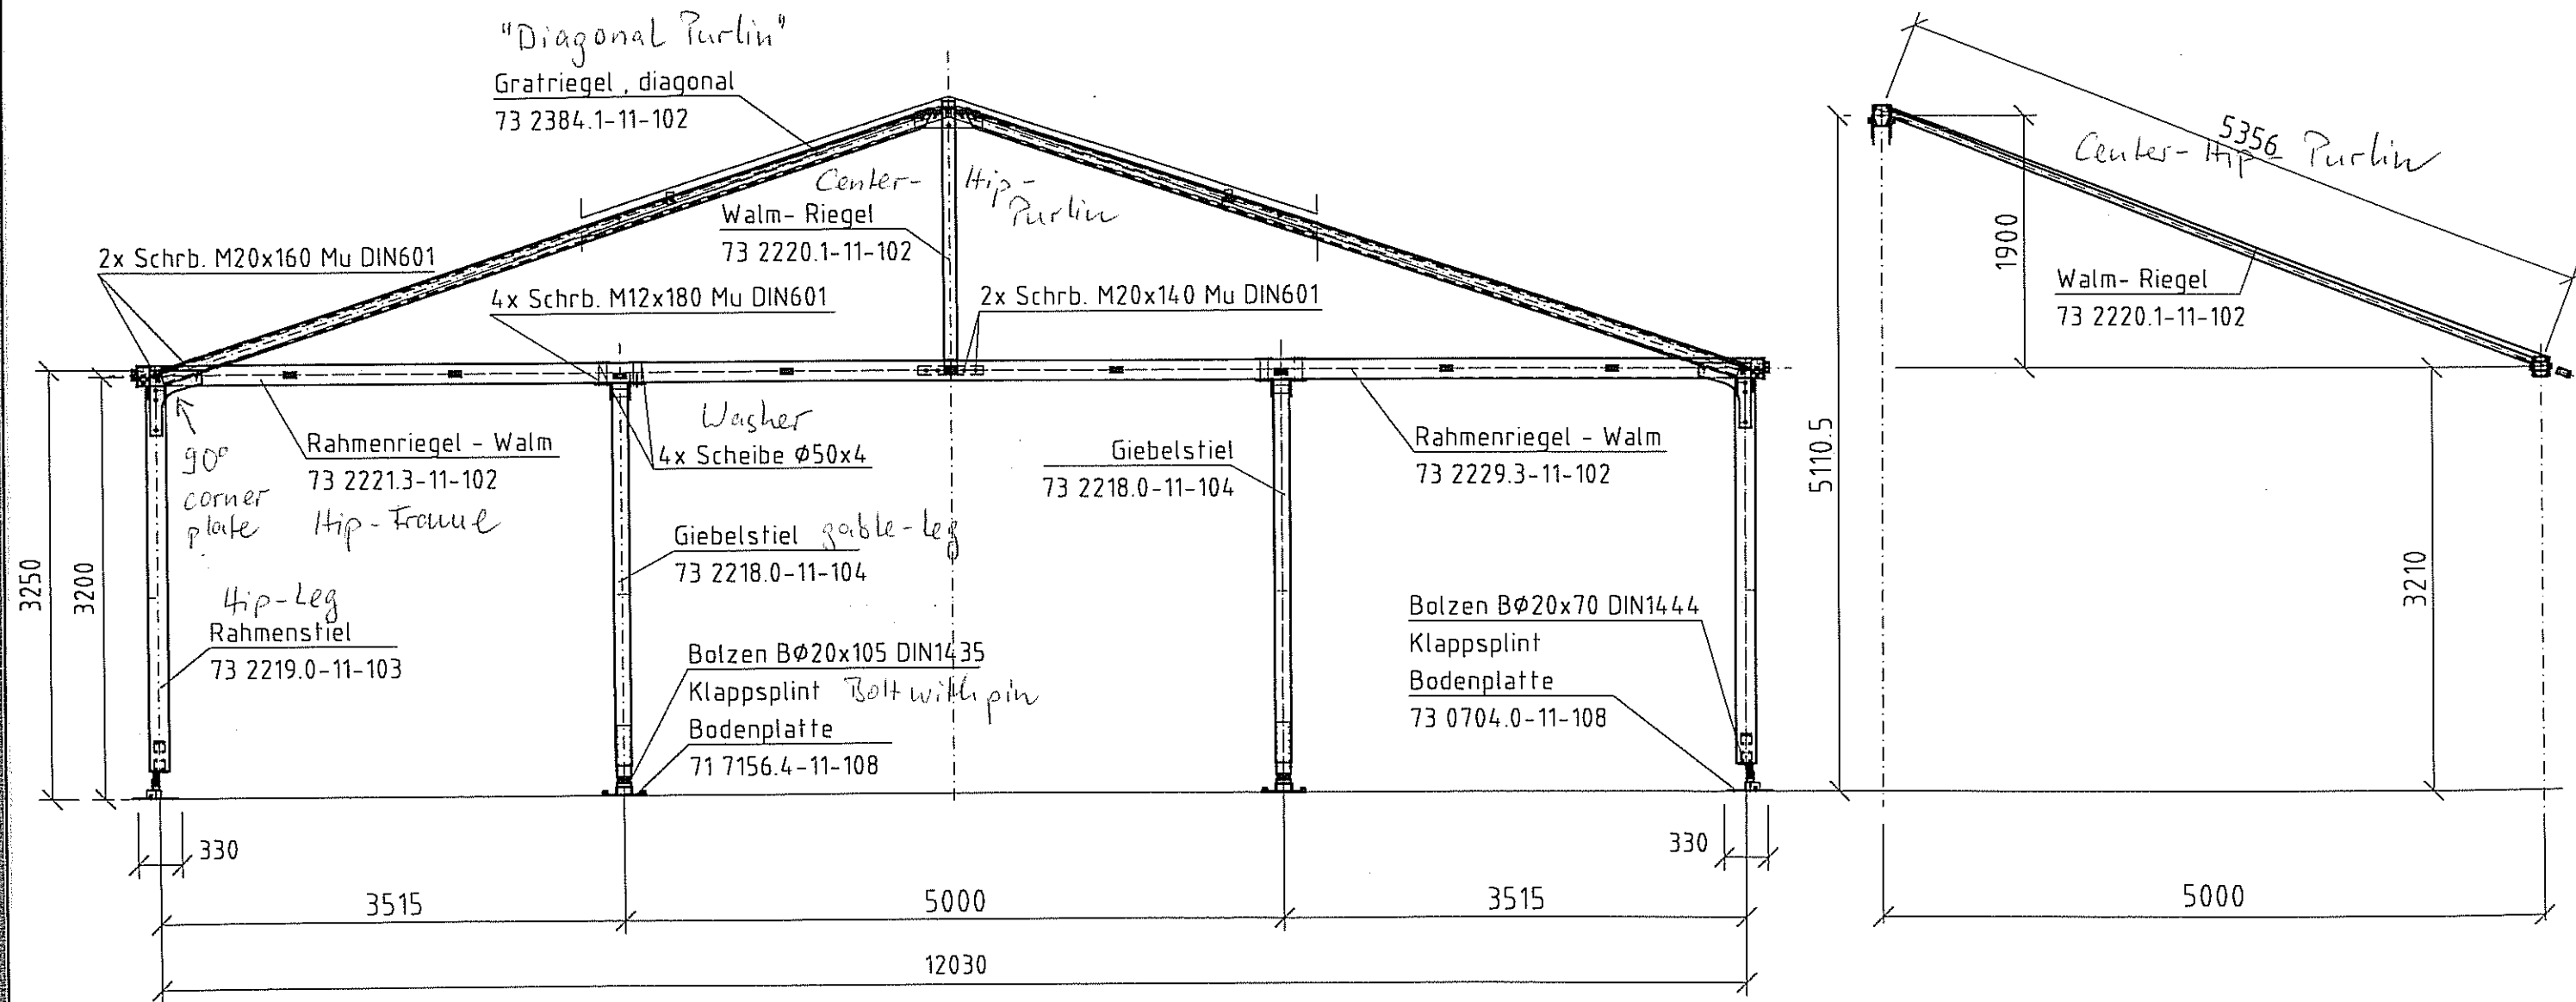 "Diagonal Purlin"
Gratriegel , diagonal
73 2384.1-11-102
Center- Hip-
Purlin
Walm- Riegel
73 2220.1-11-102
2x Schrb. M20x160 Mu DIN601
4x Schrb. M12x180 Mu DIN601
2x Schrb. M20x140 Mu DIN601
Washer
4x Scheibe Ø50x4
90°
corner
plate
Rahmenriegel - Walm
73 2221.3-11-102
Hip-Frame
Giebelstiel
73 2218.0-11-104
Rahmenriegel - Walm
73 2229.3-11-102
Giebelstiel gable-leg
73 2218.0-11-104
Hip-Leg
Rahmenstiel
73 2219.0-11-103
Bolzen BØ20x105 DIN1435
Klappsplint Bolt with pin
Bodenplatte
71 7156.4-11-108
Bolzen BØ20x70 DIN1444
Klappsplint
Bodenplatte
73 0704.0-11-108
3250
3200
330
330
3515
5000
3515
12030
5356
Center-Hip Purlin
1900
Walm- Riegel
73 2220.1-11-102
5110.5
3210
5000